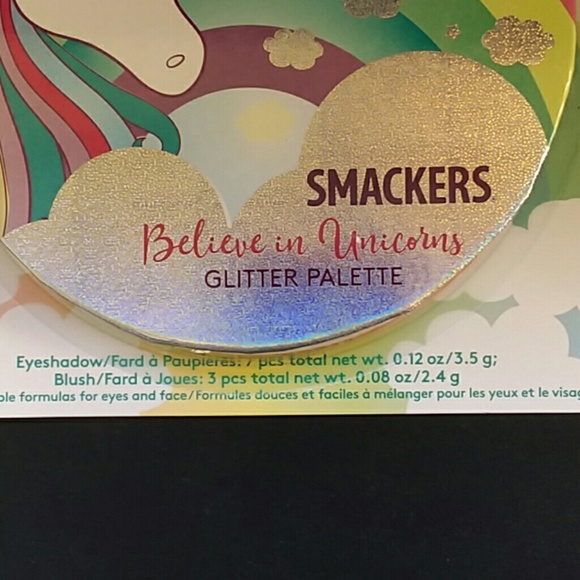 SMACKERS
Believe in Unicorns
GLITTER PALETTE
Eyeshadow/Fard à Paupières: 7 pcs total net wt. 0.12 oz/3.5 g;
Blush/Fard à Joues: 3 pcs total net wt. 0.08 oz/2.4 g
formulas for eyes and face/Formules douces et faciles à mélanger pour les yeux et le